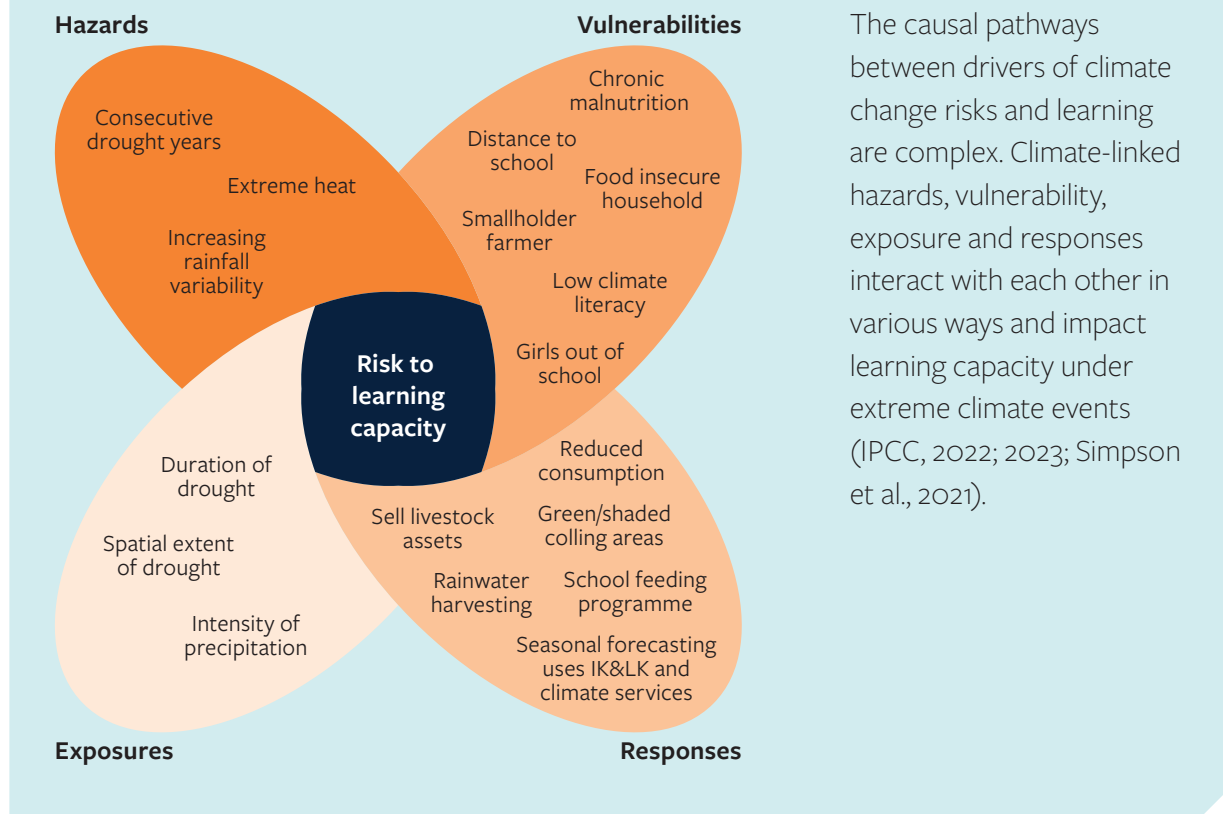 Hazards
Consecutive
drought years
Extreme heat
Increasing
rainfall
variability
Vulnerabilities
Chronic
malnutrition
Distance to
school
Food insecure
household
Smallholder
farmer
Low climate
literacy
Girls out of
school
Risk to
learning
capacity
Duration of
drought
Spatial extent
of drought
Intensity of
precipitation
Exposures
Reduced
consumption
Sell livestock
assets
Green/shaded
colling areas
Rainwater
harvesting
School feeding
programme
Seasonal forecasting
uses IK&LK and
climate services
Responses
The causal pathways
between drivers of climate
change risks and learning
are complex. Climate-linked
hazards, vulnerability,
exposure and responses
interact with each other in
various ways and impact
learning capacity under
extreme climate events
(IPCC, 2022; 2023; Simpson
et al., 2021).